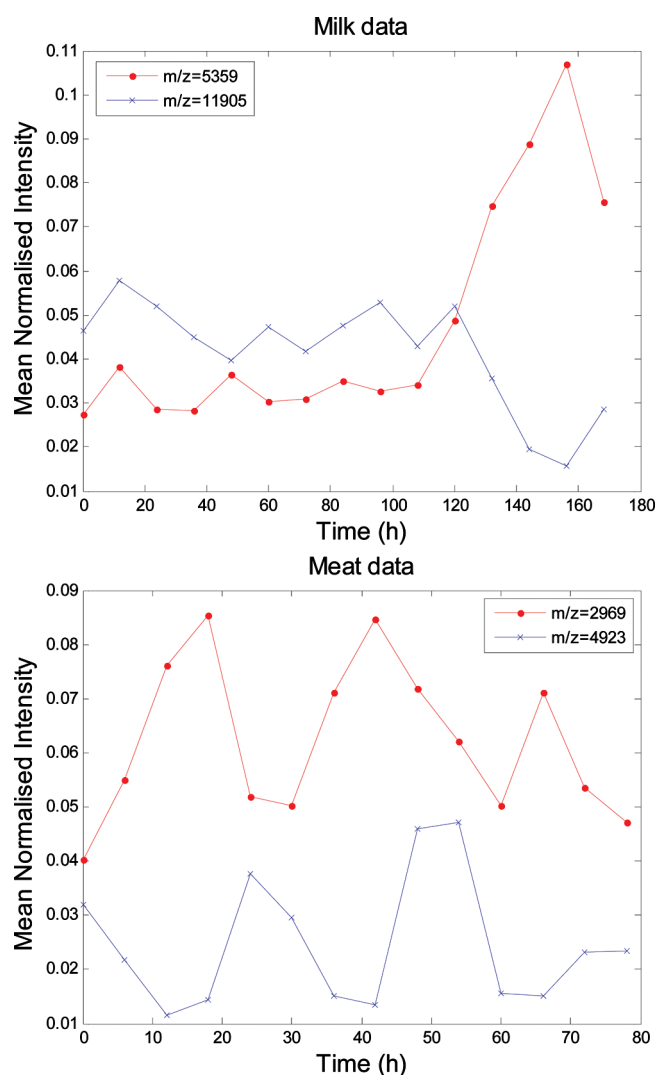 Milk data
0.11
0.1
0.09
0.08
0.07
0.06
0.05
0.04
0.03
0.02
0.01
Mean Normalised Intensity
m/z=5359
m/z=11905
0 20 40 60 80 100 120 140 160 180
Time (h)
Meat data
0.09
0.08
0.07
0.06
0.05
0.04
0.03
0.02
0.01
Mean Normalised Intensity
m/z=2969
m/z=4923
0 10 20 30 40 50 60 70 80
Time (h)